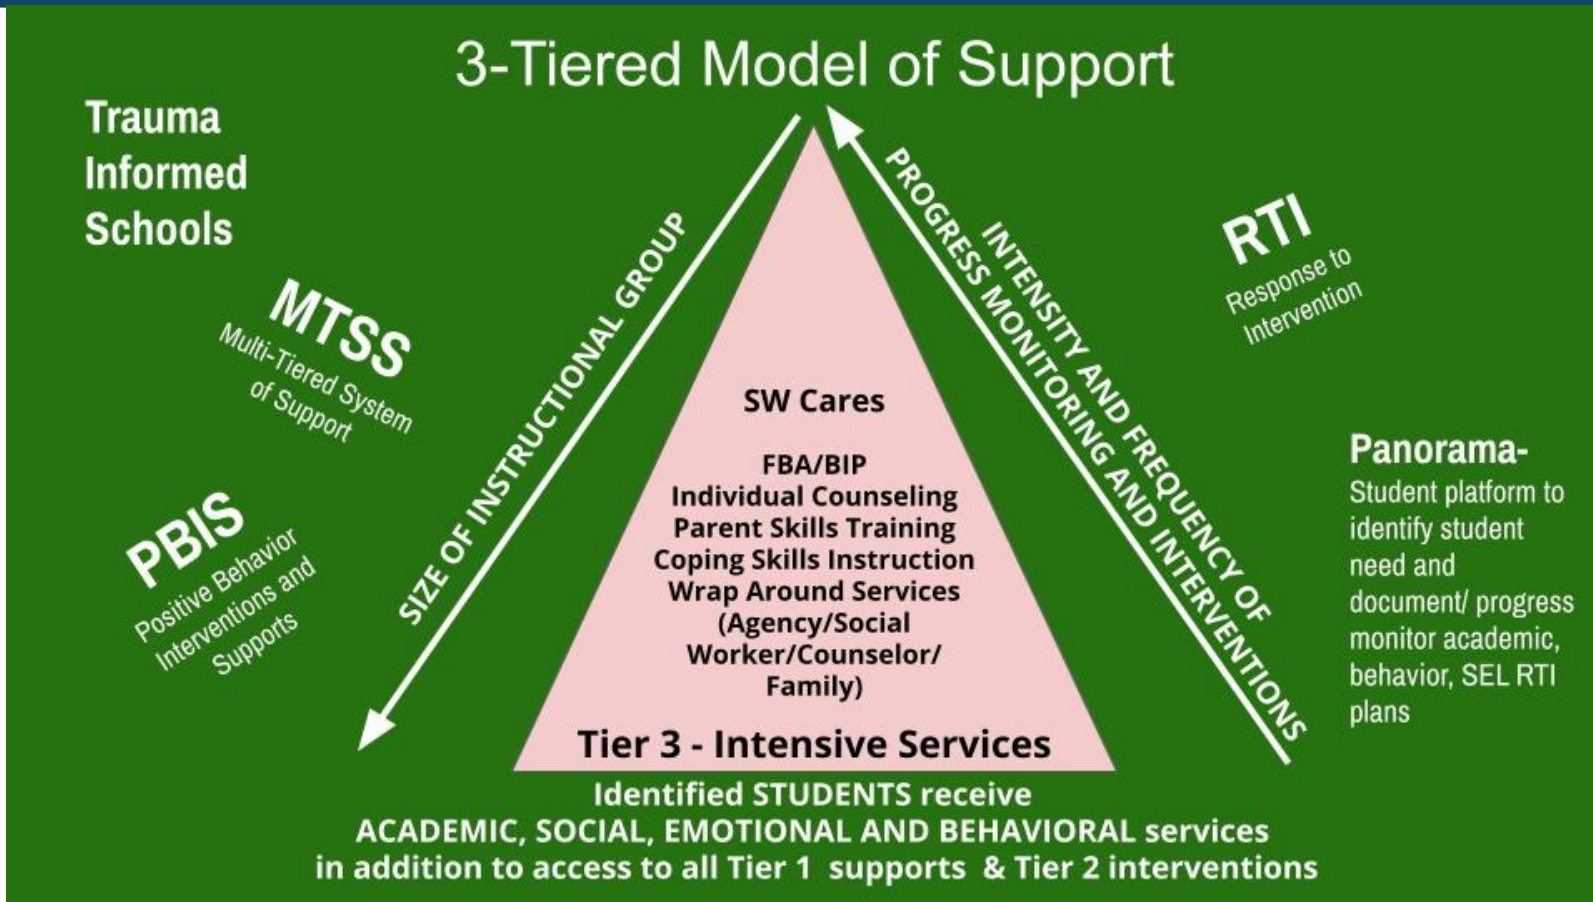 3-Tiered Model of Support
Trauma
Informed
Schools
MTSS
Multi-Tiered System
of Support
PBIS
Positive Behavior
Interventions and
Supports
SIZE OF INSTRUCTIONAL GROUP
SW Cares
FBA/BIP
Individual Counseling
Parent Skills Training
Coping Skills Instruction
Wrap Around Services
(Agency/Social
Worker/Counselor/
Family)
Tier 3 - Intensive Services
INTENSITY AND FREQUENCY OF
PROGRESS MONITORING AND INTERVENTIONS
RTI
Response to
Intervention
Panorama-
Student platform to
identify student
need and
document/ progress
monitor academic,
behavior, SEL RTI
plans
Identified STUDENTS receive
ACADEMIC, SOCIAL, EMOTIONAL AND BEHAVIORAL services
in addition to access to all Tier 1 supports & Tier 2 interventions